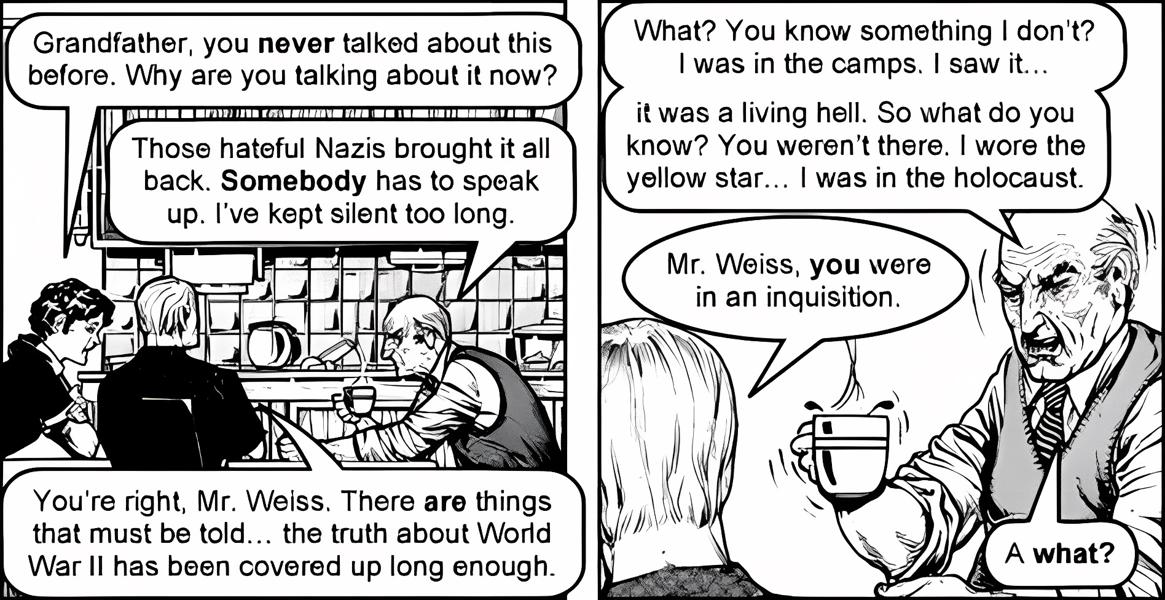 Grandfather, you never talked about this
before. Why are you talking about it now?
Those hateful Nazis brought it all
back. Somebody has to speak
up. I've kept silent too long.
You're right, Mr. Weiss. There are things
that must be told... the truth about World
War II has been covered up long enough.
What? You know something I don't?
I was in the camps. I saw it...
it was a living hell. So what do you
know? You weren't there. I wore the
yellow star... I was in the holocaust.
Mr. Weiss, you were
in an inquisition.
A what?